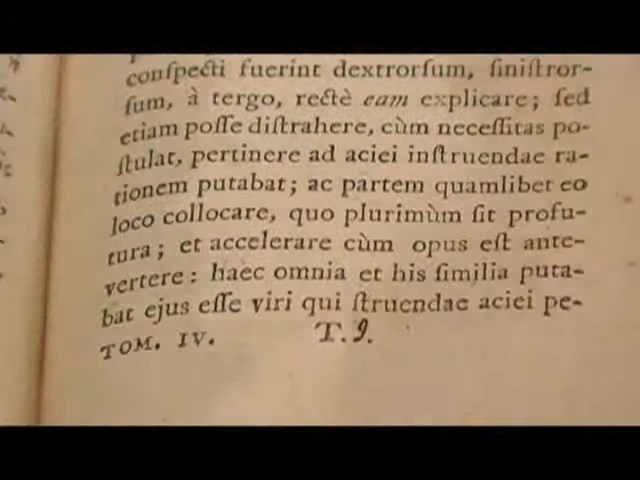 conſpecti fuerint dextrorſum, ſiniſtror-
ſum, à tergo, rectè eam explicare; ſed
etiam poſſe diſtrahere, cùm neceſſitas po-
ſtulat, pertinere ad aciei inſtruendae ra-
tionem putabat; ac partem quamlibet eo
loco collocare, quo plurimùm ſit profu-
tura; et accelerare cùm opus eſt ante-
vertere: haec omnia et his ſimilia puta-
bat ejus eſſe viri qui ſtruendae aciei pe-
TOM. IV. T. 9.